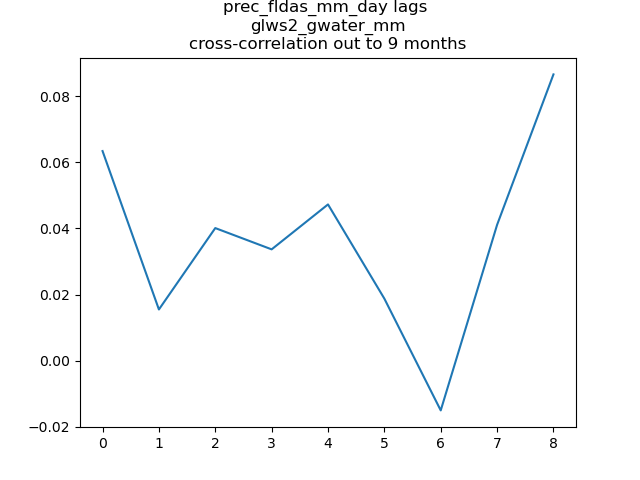 prec_fldas_mm_day lags
glws2_gwater_mm
cross-correlation out to 9 months
0.08
0.06
0.04
0.02
0.00
−0.02
0 1 2 3 4 5 6 7 8